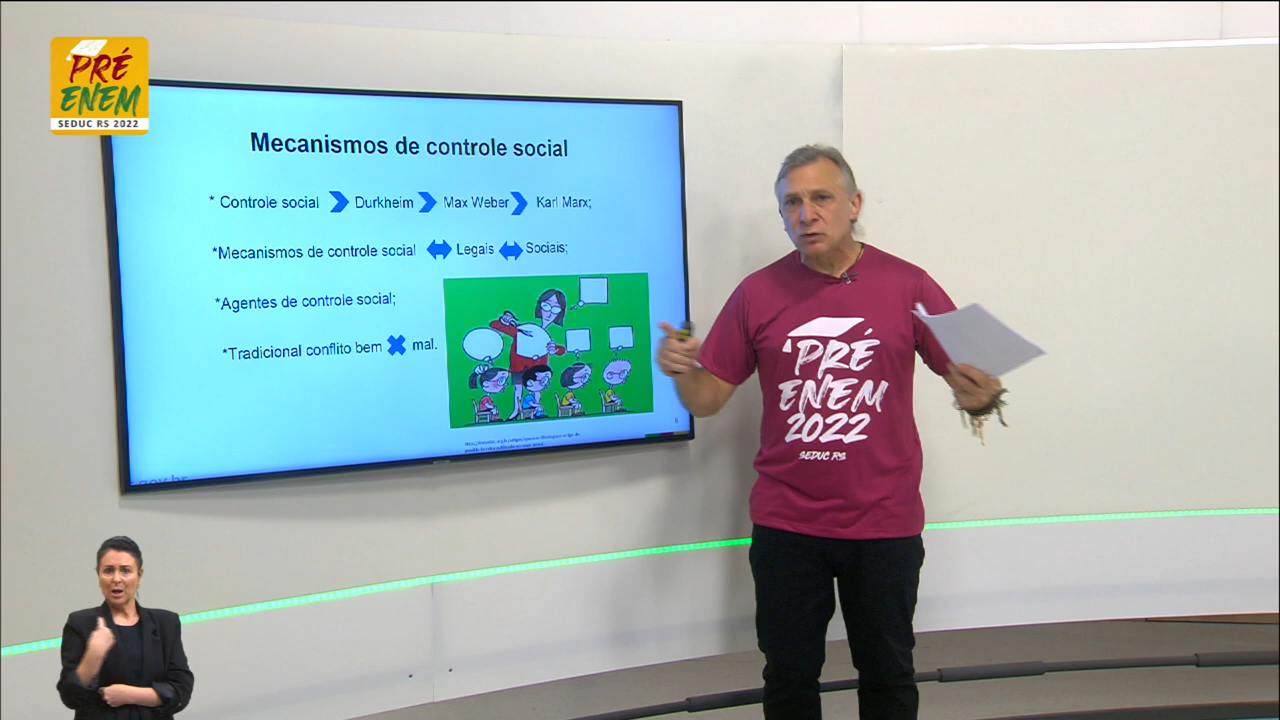 PRÉ
ENEM
SEDUC RS 2022
Mecanismos de controle social
* Controle social Durkheim Max Weber Karl Marx;
*Mecanismos de controle social Legais Sociais;
*Agentes de controle social;
*Tradicional conflito bem mal.
PRÉ
ENEM
2022
SEDUC RS